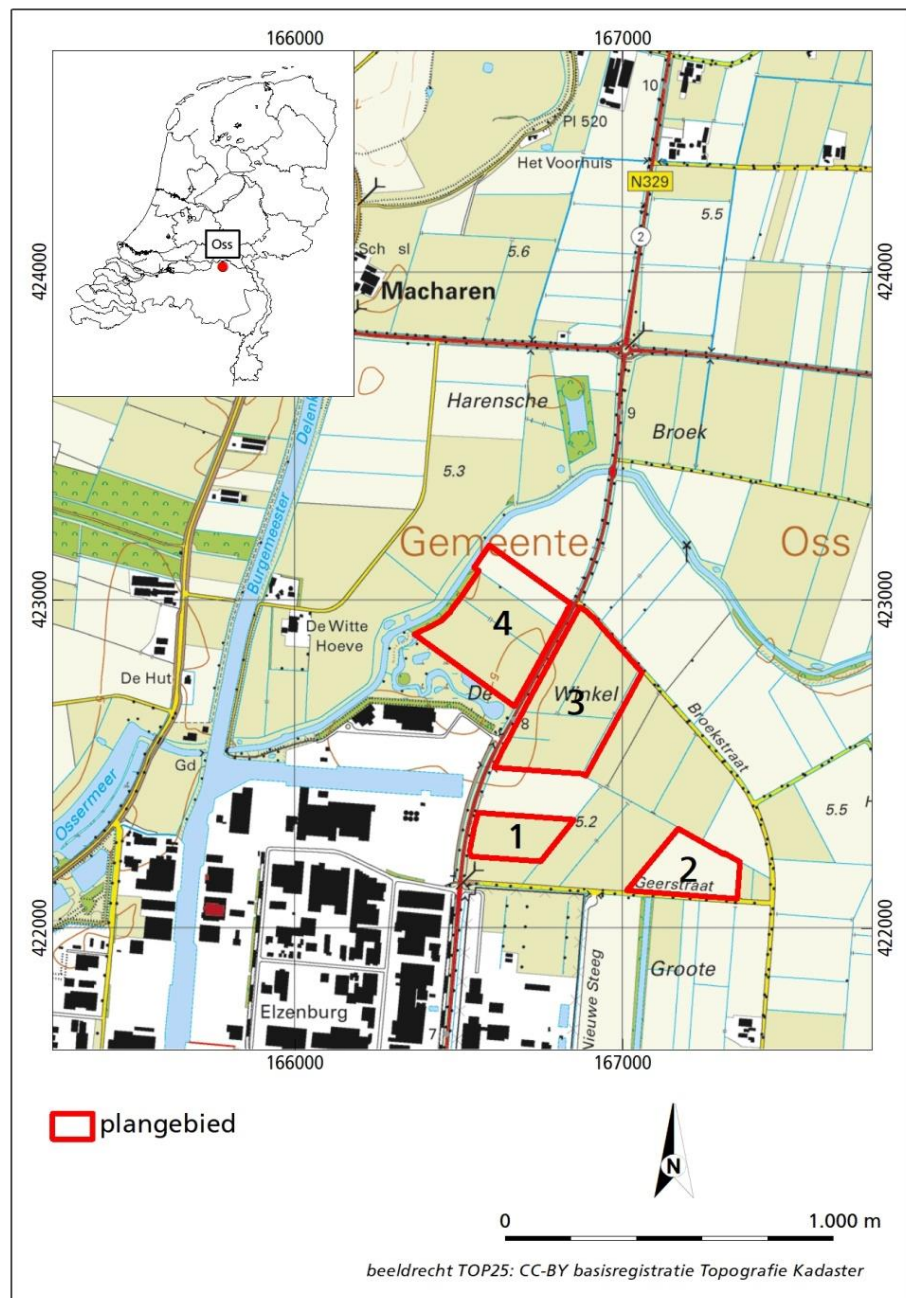 166000
167000
Oss
10
Pl 520
Het Voorhuis
N329
5.5
2
424000
424000
Sch sl
5.6
Macharen
Harensche
9
Broek
Delenk
5.3
Burgemeester
Gemeente
Oss
423000
423000
4
De Witte
Hoeve
De Hut
De
Winkel
3
8
Broekstraat
Gd
Ossermeer
5.5
H
5.2
1
2
Geerstraat
422000
422000
Groote
Nieuwe Steeg
Elzenburg
7
166000
167000
plangebied
N
0
1.000 m
beeldrecht TOP25: CC-BY basisregistratie Topografie Kadaster